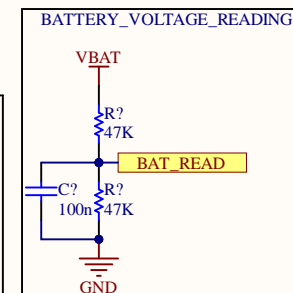 BATTERY_VOLTAGE_READING
VBAT
R?
47K
BAT_READ
C?
100n
R?
47K
GND